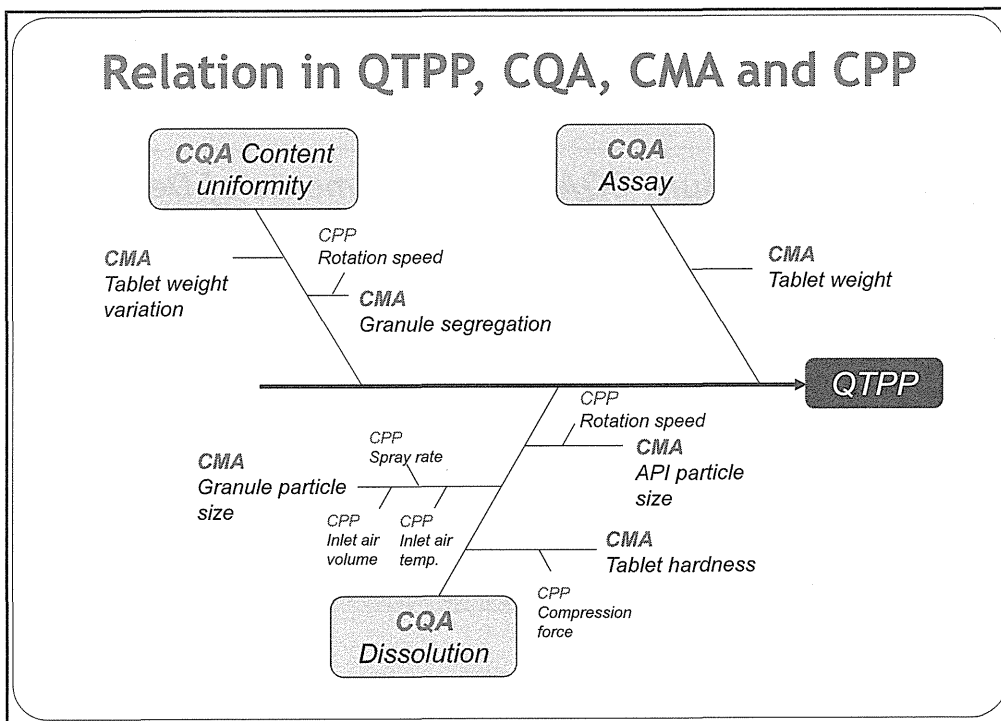 Relation in QTPP, CQA, CMA and CPP
CQA Content
uniformity
CQA
Assay
CPP
Rotation speed
CMA
Tablet weight
variation
CMA
Granule segregation
CMA
Tablet weight
QTPP
CPP
Rotation speed
CPP
Spray rate
CMA
Granule particle
size
CMA
API particle
size
CPP
Inlet air
volume
CPP
Inlet air
temp.
CMA
Tablet hardness
CPP
Compression
force
CQA
Dissolution